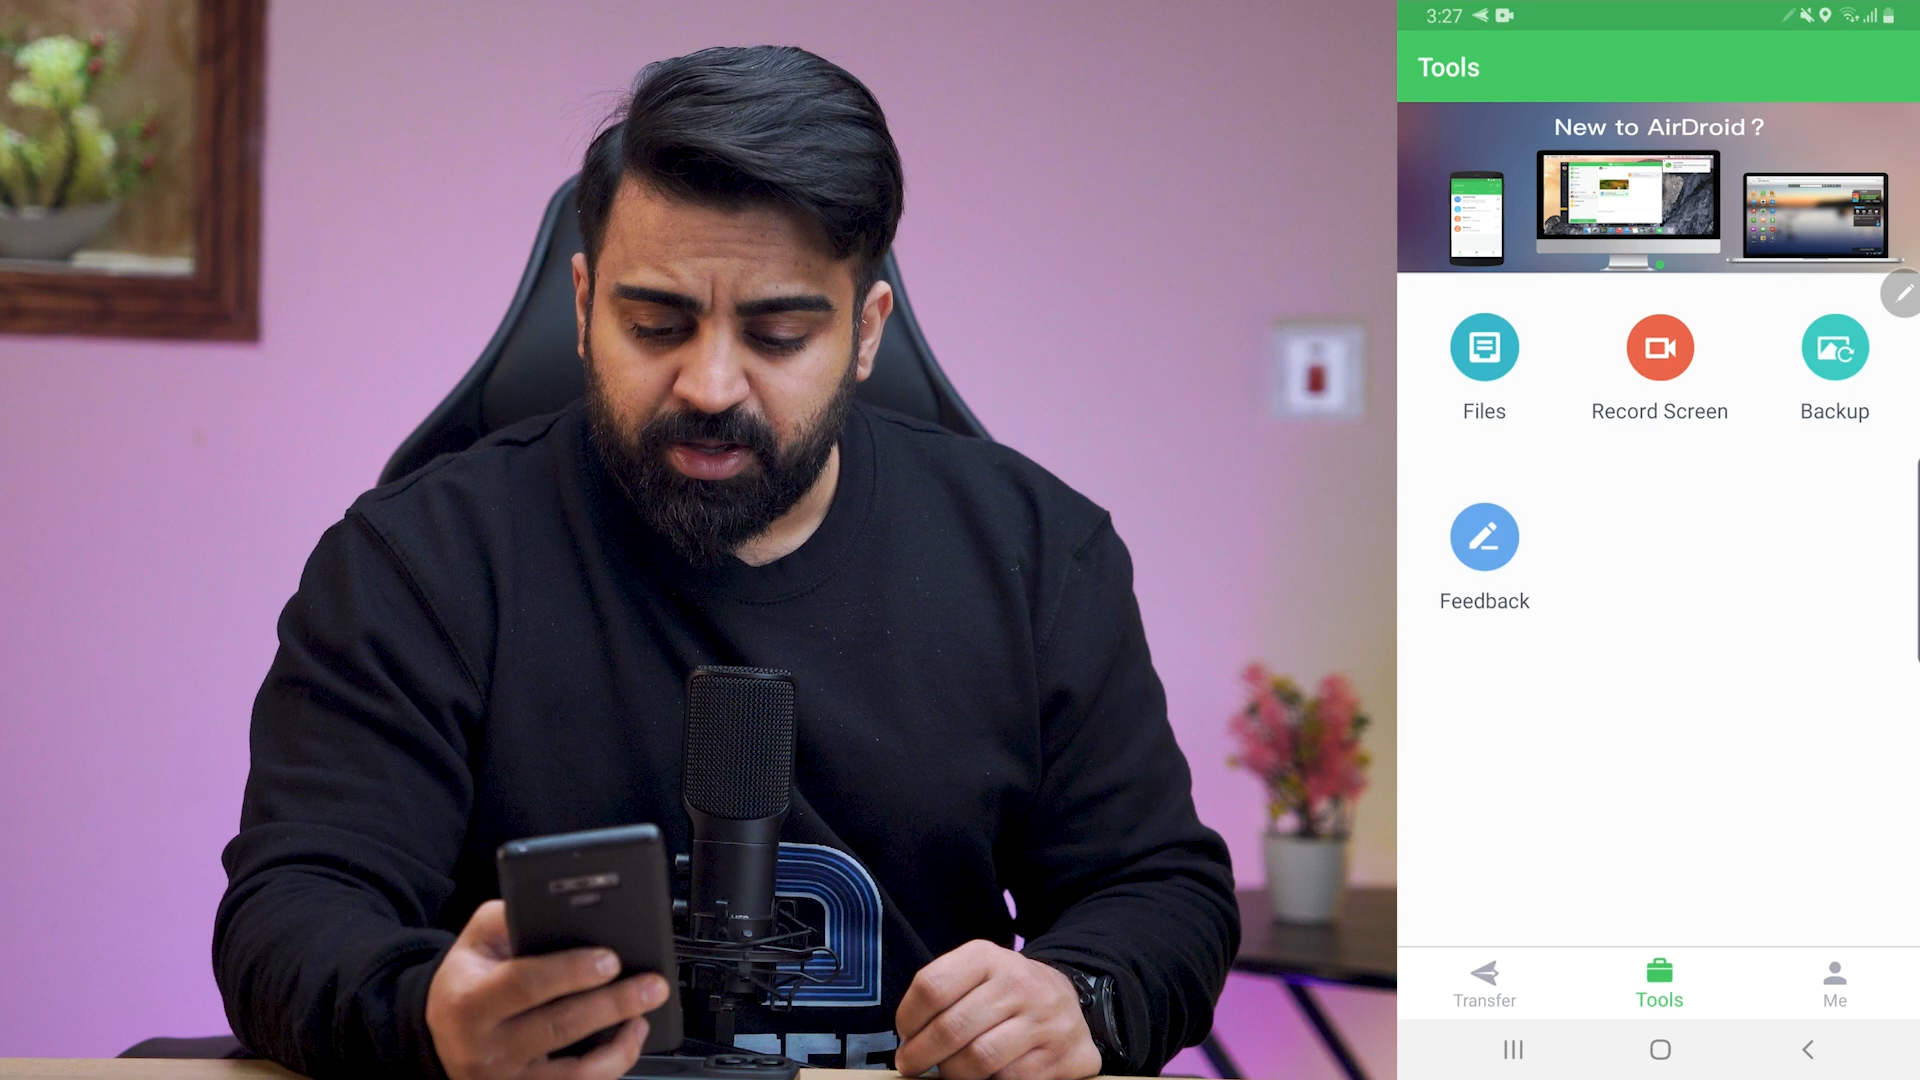 3:27
Tools
New to AirDroid?
Files
Record Screen
Backup
Feedback
Transfer
Tools
Me